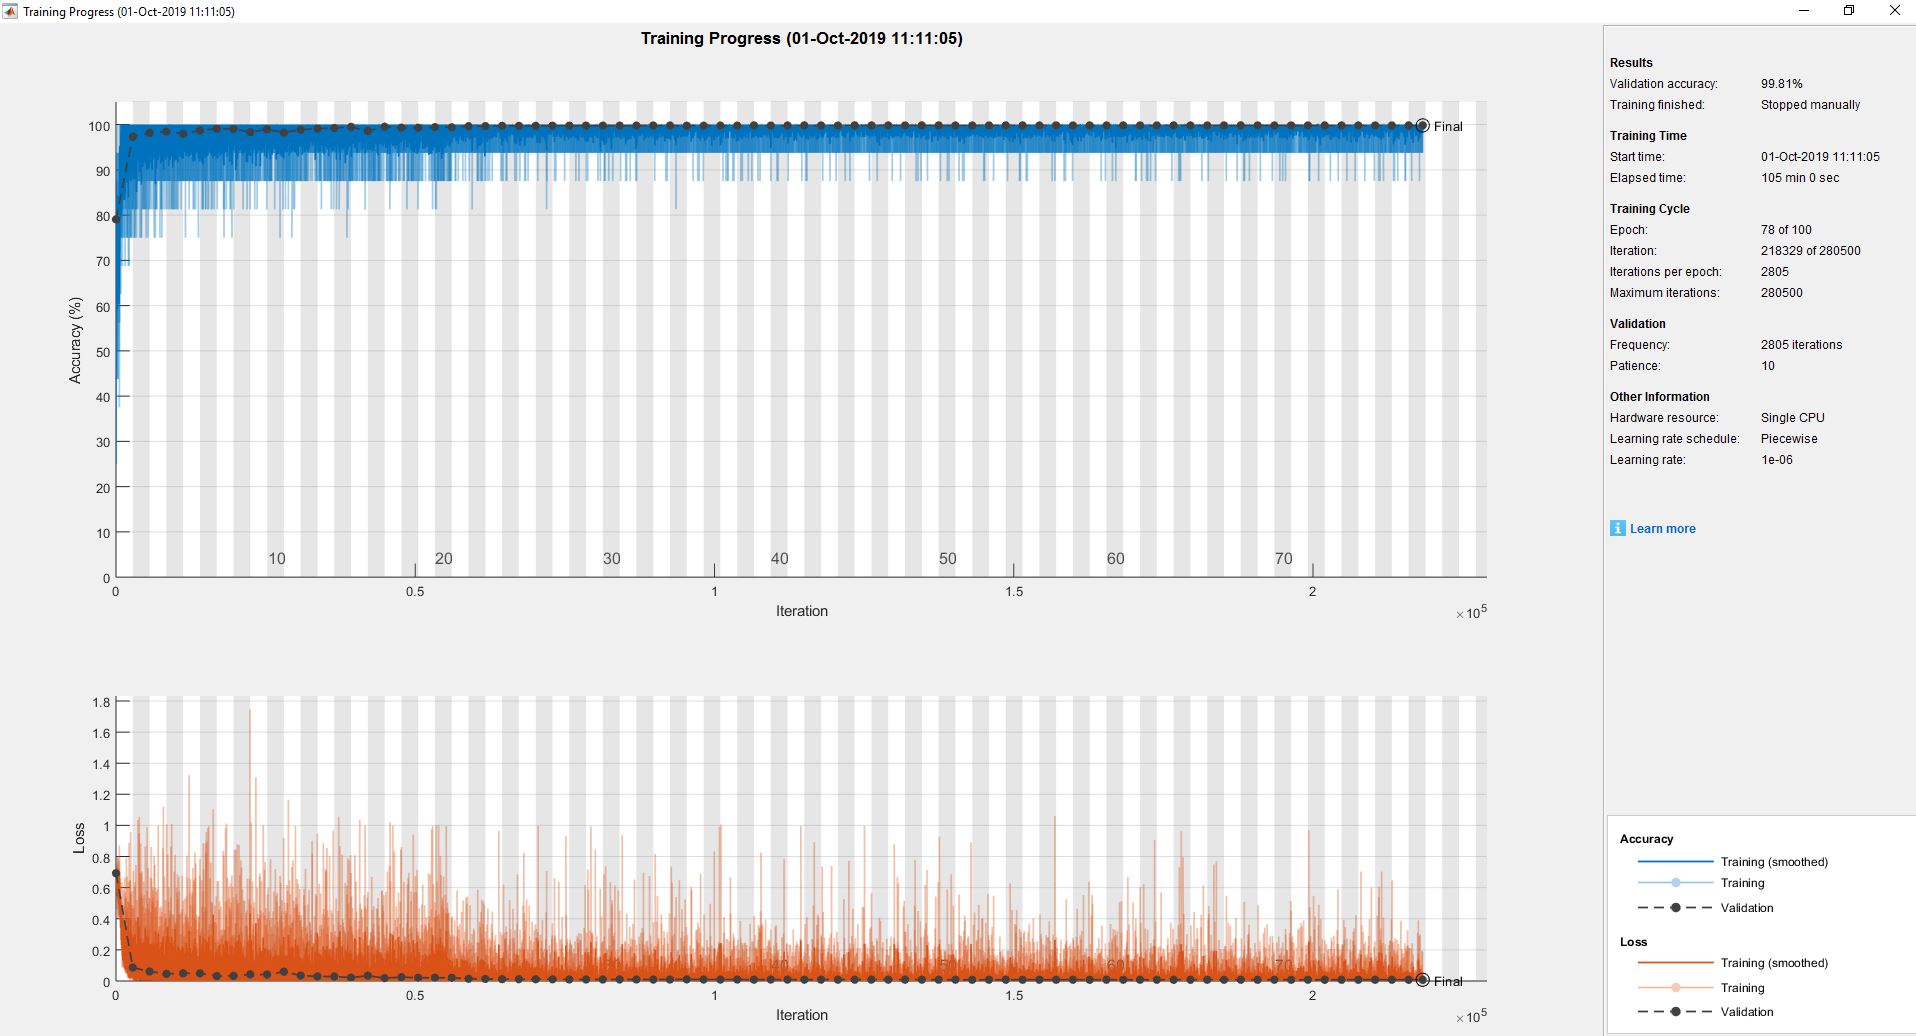 Training Progress (01-Oct-2019 11:11:05)
Training Progress (01-Oct-2019 11:11:05)
100
90
80
70
60
50
40
30
20
10
0
Accuracy (%)
Final
10 20 30 40 50 60 70
0 0.5 1 1.5 2
Iteration
×10⁵
1.8
1.6
1.4
1.2
1
0.8
0.6
0.4
0.2
0
Loss
40 50 60 70
Final
0 0.5 1 1.5 2
Iteration
×10⁵
Results
Validation accuracy: 99.81%
Training finished: Stopped manually
Training Time
Start time: 01-Oct-2019 11:11:05
Elapsed time: 105 min 0 sec
Training Cycle
Epoch: 78 of 100
Iteration: 218329 of 280500
Iterations per epoch: 2805
Maximum iterations: 280500
Validation
Frequency: 2805 iterations
Patience: 10
Other Information
Hardware resource: Single CPU
Learning rate schedule: Piecewise
Learning rate: 1e-06
i Learn more
Accuracy
Training (smoothed)
Training
Validation
Loss
Training (smoothed)
Training
Validation